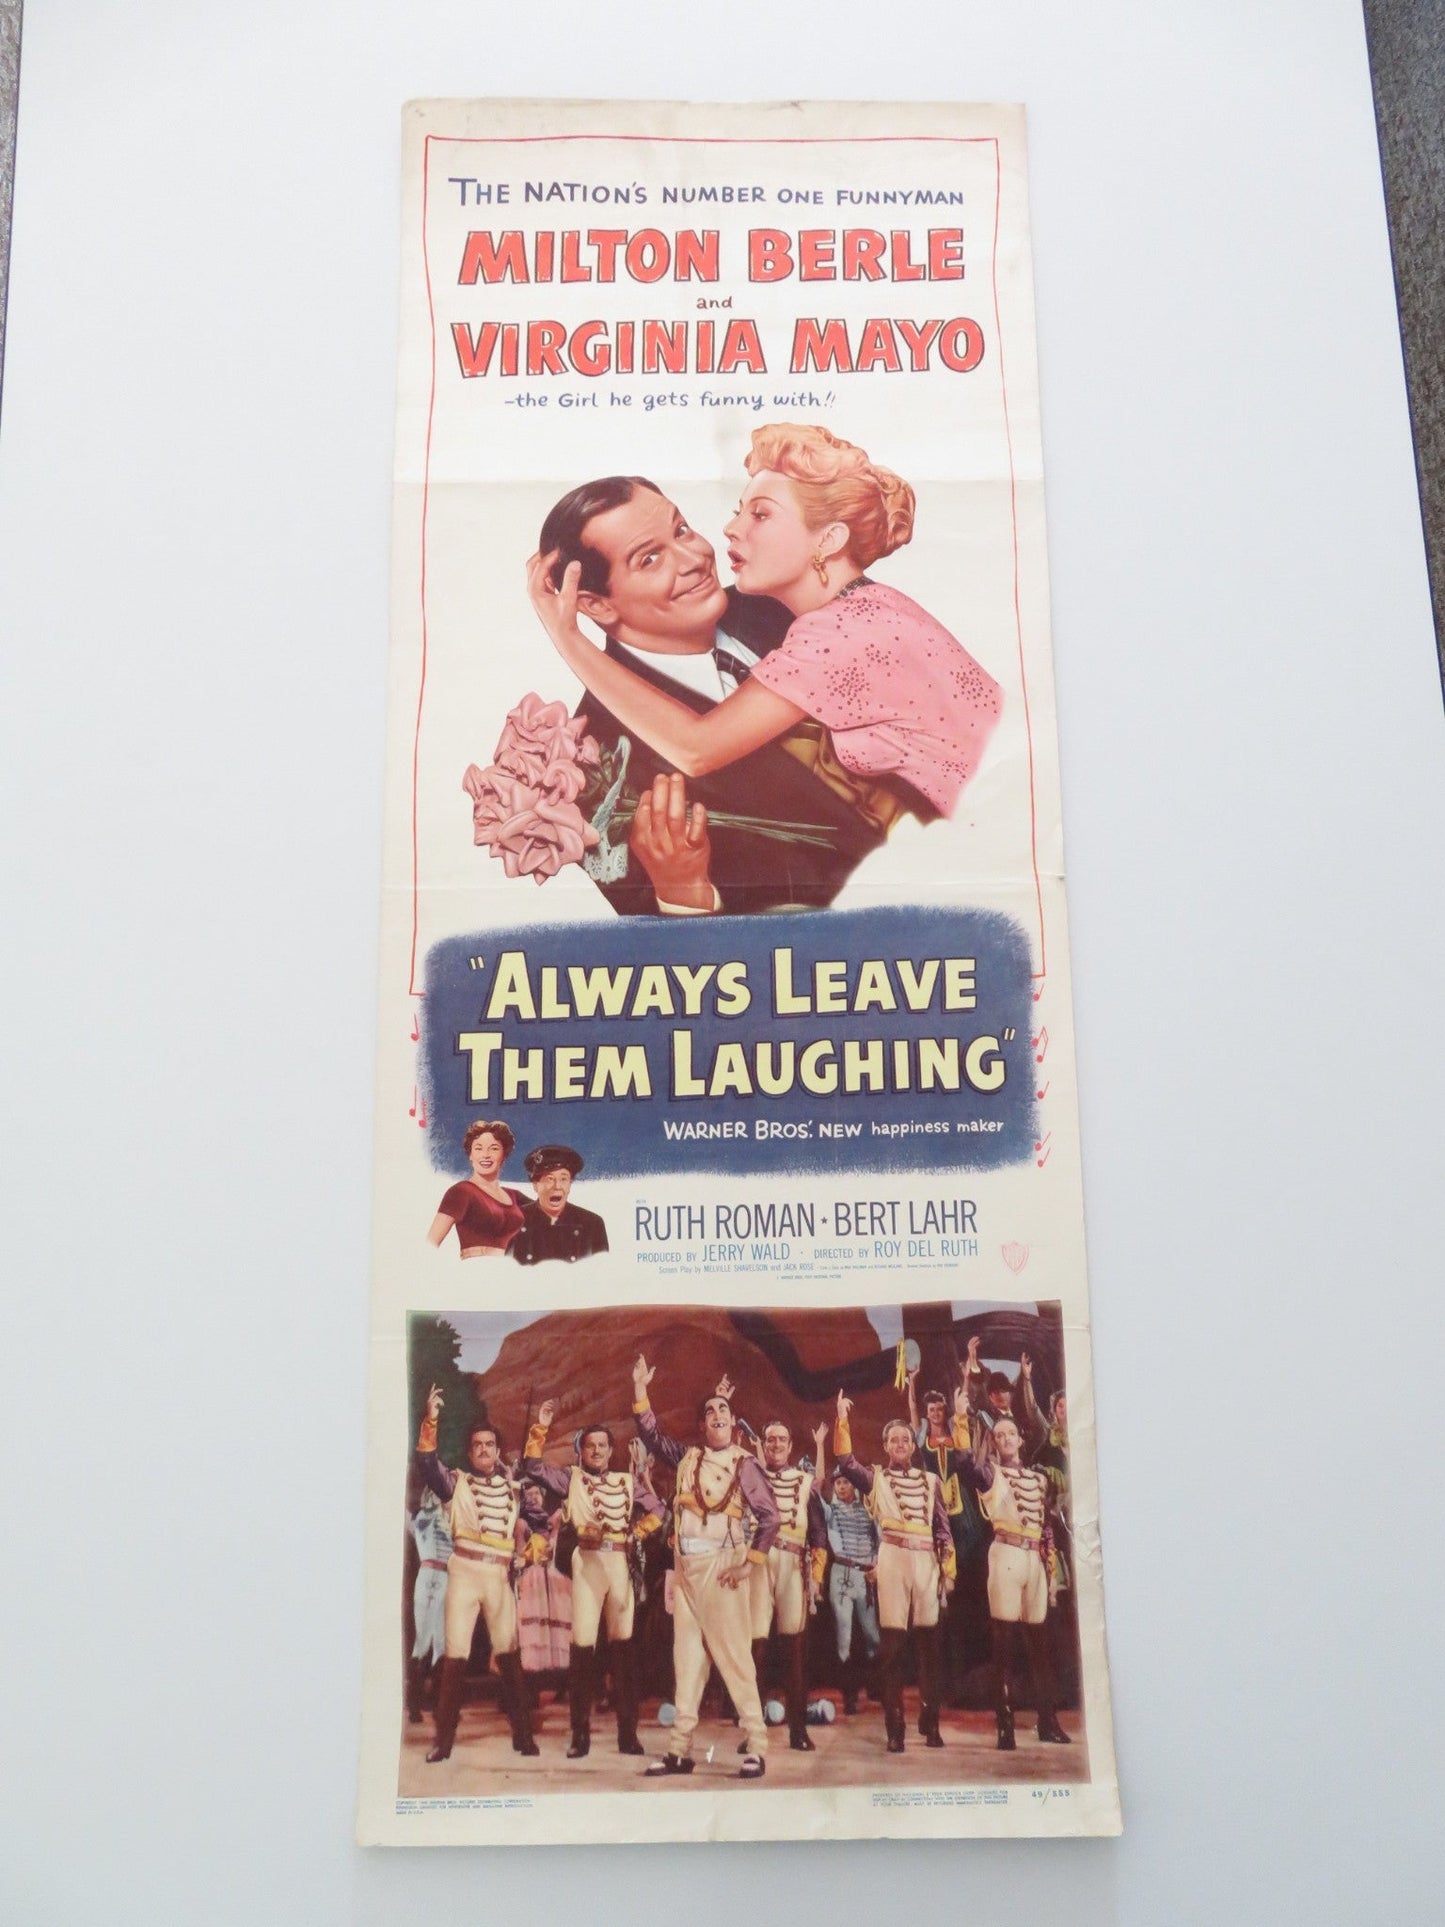 THE NATION'S NUMBER ONE FUNNYMAN
MILTON BERLE
and
VIRGINIA MAYO
-the Girl he gets funny with!!
"ALWAYS LEAVE
THEM LAUGHING"
WARNER BROS'. NEW happiness maker
WITH
RUTH ROMAN ★ BERT LAHR
PRODUCED BY JERRY WALD · DIRECTED BY ROY DEL RUTH
Screen Play by MELVILLE SHAVELSON and JACK ROSE
49/555